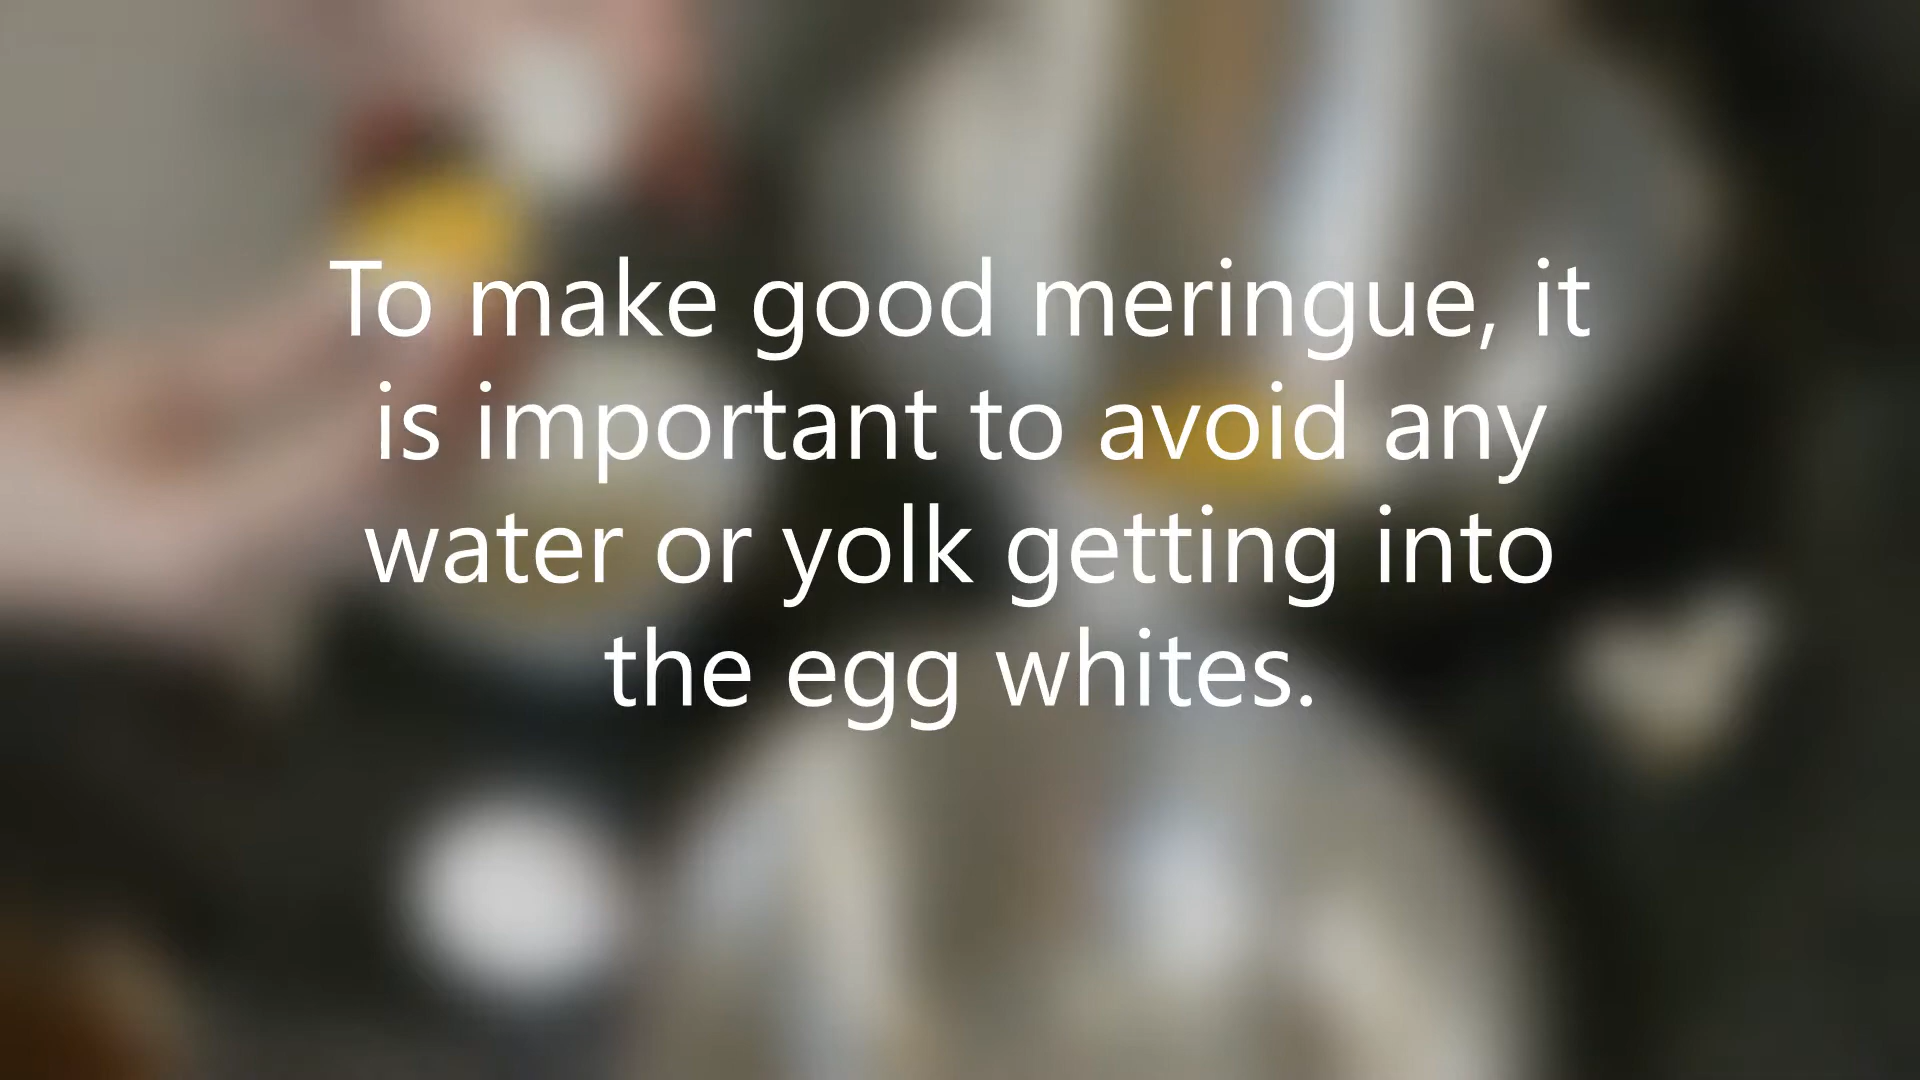 To make good meringue, it
is important to avoid any
water or yolk getting into
the egg whites.